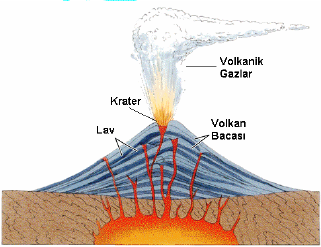 Volkanik
Gazlar
Krater
Lav
Volkan
Bacası